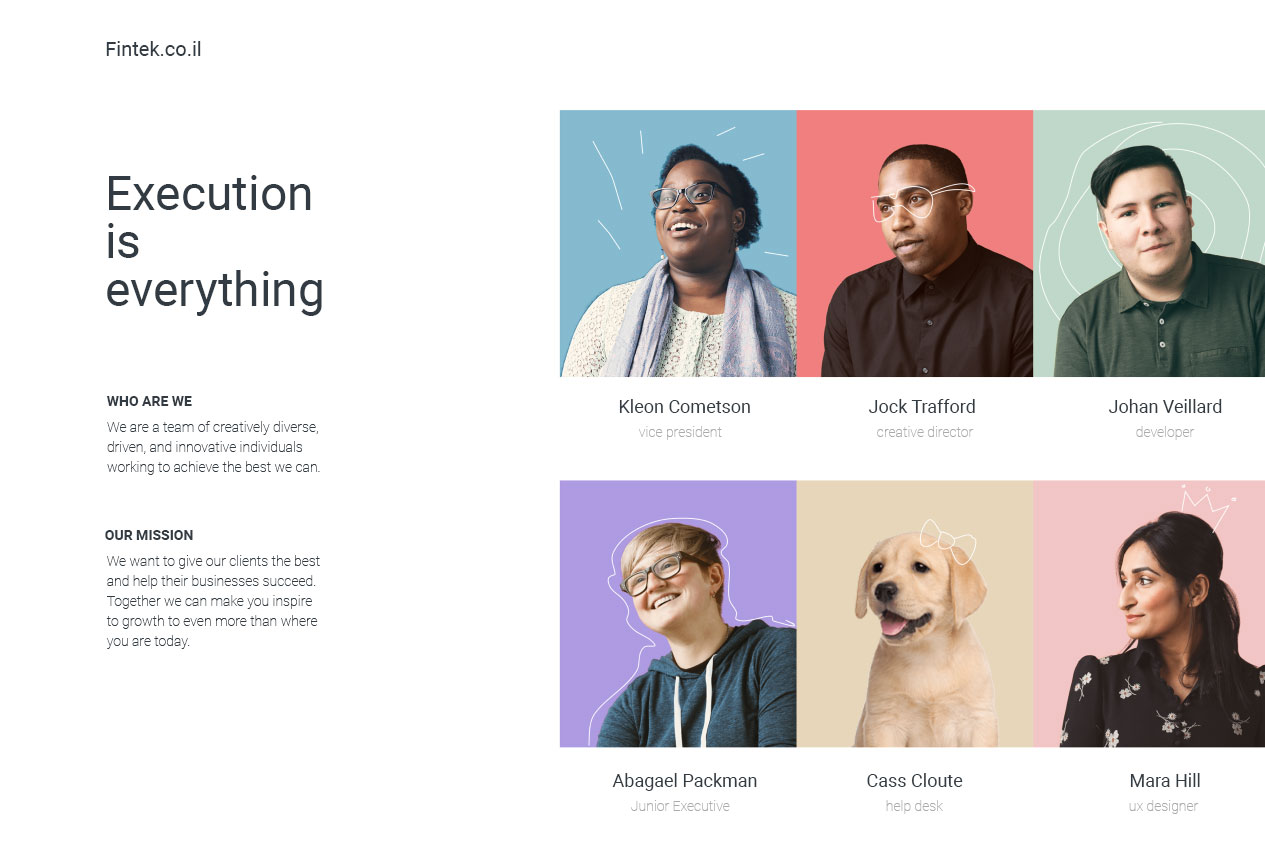 Fintek.co.il
Execution
is
everything
WHO ARE WE
We are a team of creatively diverse,
driven, and innovative individuals
working to achieve the best we can.
OUR MISSION
We want to give our clients the best
and help their businesses succeed.
Together we can make you inspire
to growth to even more than where
you are today.
Kleon Cometson
vice president
Jock Trafford
creative director
Johan Veillard
developer
Abagael Packman
Junior Executive
Cass Cloute
help desk
Mara Hill
ux designer